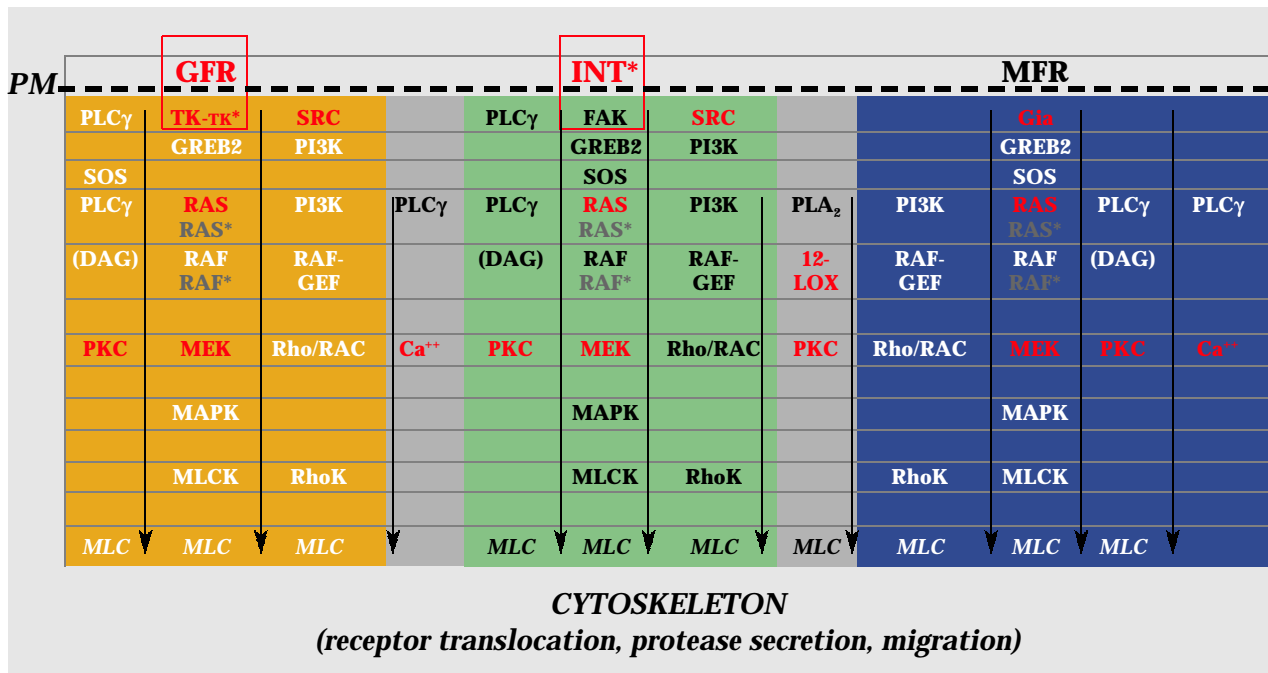 GFR INT* MFR
PM
PLCγ TK-TK* SRC PLCγ FAK SRC Gia
GREB2 PI3K GREB2 PI3K GREB2
SOS SOS SOS
PLCγ RAS PI3K PLCγ PLCγ RAS PI3K PLA₂ PI3K RAS PLCγ PLCγ
RAS* RAS* RAS*
(DAG) RAF RAF- (DAG) RAF RAF- 12- RAF- RAF (DAG)
RAF* GEF RAF* GEF LOX GEF RAF*
PKC MEK Rho/RAC Ca⁺⁺ PKC MEK Rho/RAC PKC Rho/RAC MEK PKC Ca⁺⁺
MAPK MAPK MAPK
MLCK RhoK MLCK RhoK RhoK MLCK
MLC MLC MLC MLC MLC MLC MLC MLC MLC MLC
CYTOSKELETON
(receptor translocation, protease secretion, migration)